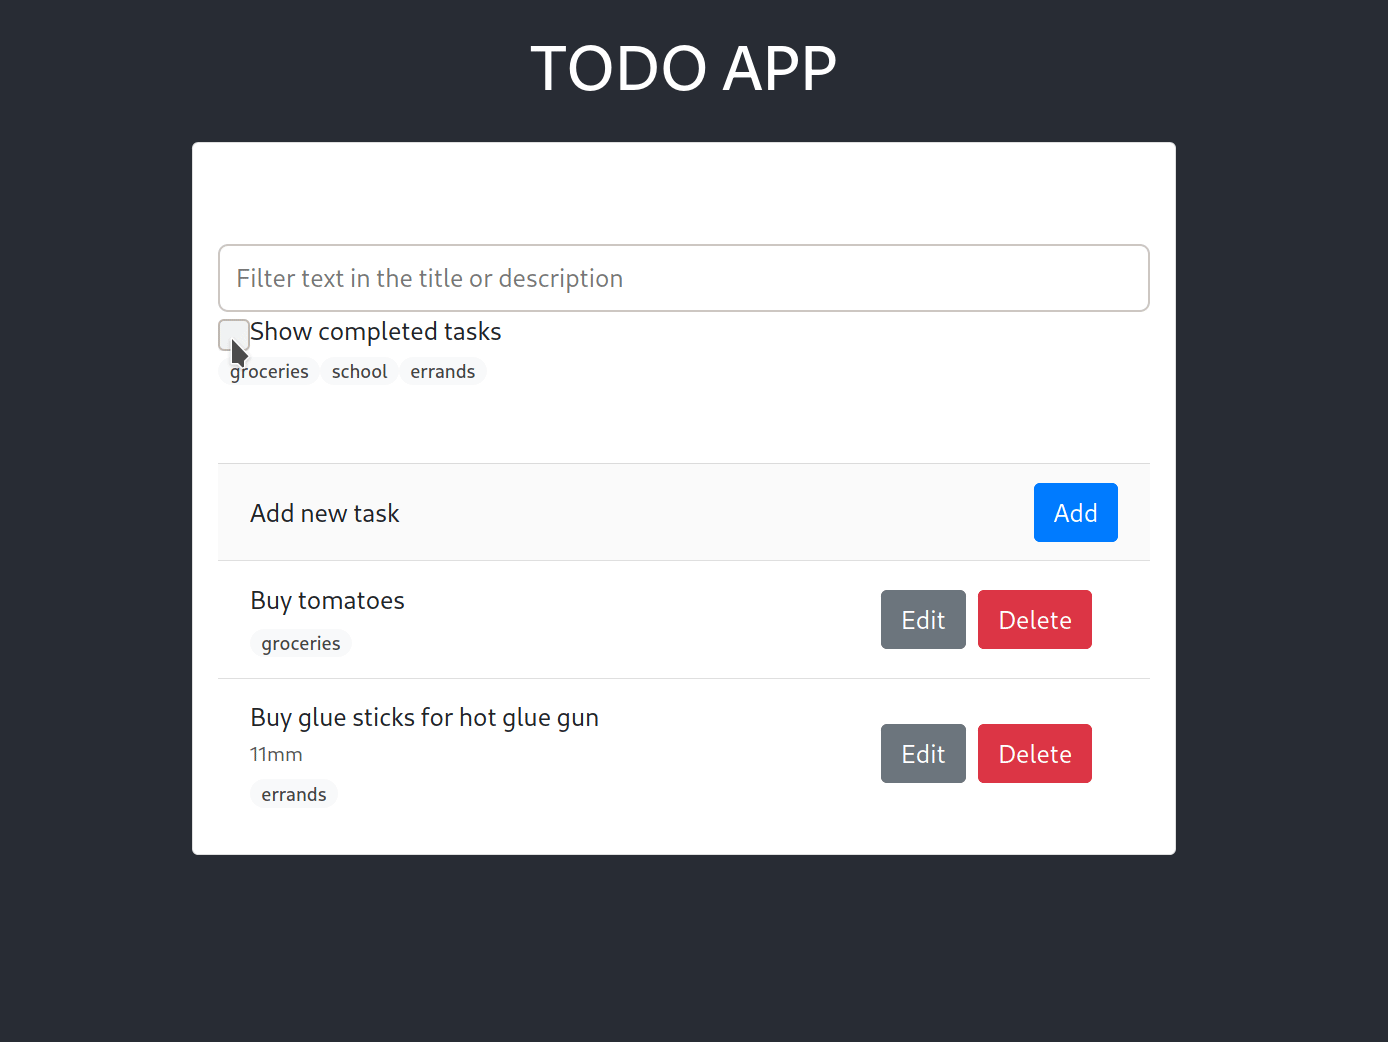 TODO APP
Filter text in the title or description
Show completed tasks
groceries school errands
Add new task Add
Buy tomatoes
groceries
Edit Delete
Buy glue sticks for hot glue gun
11mm
errands
Edit Delete